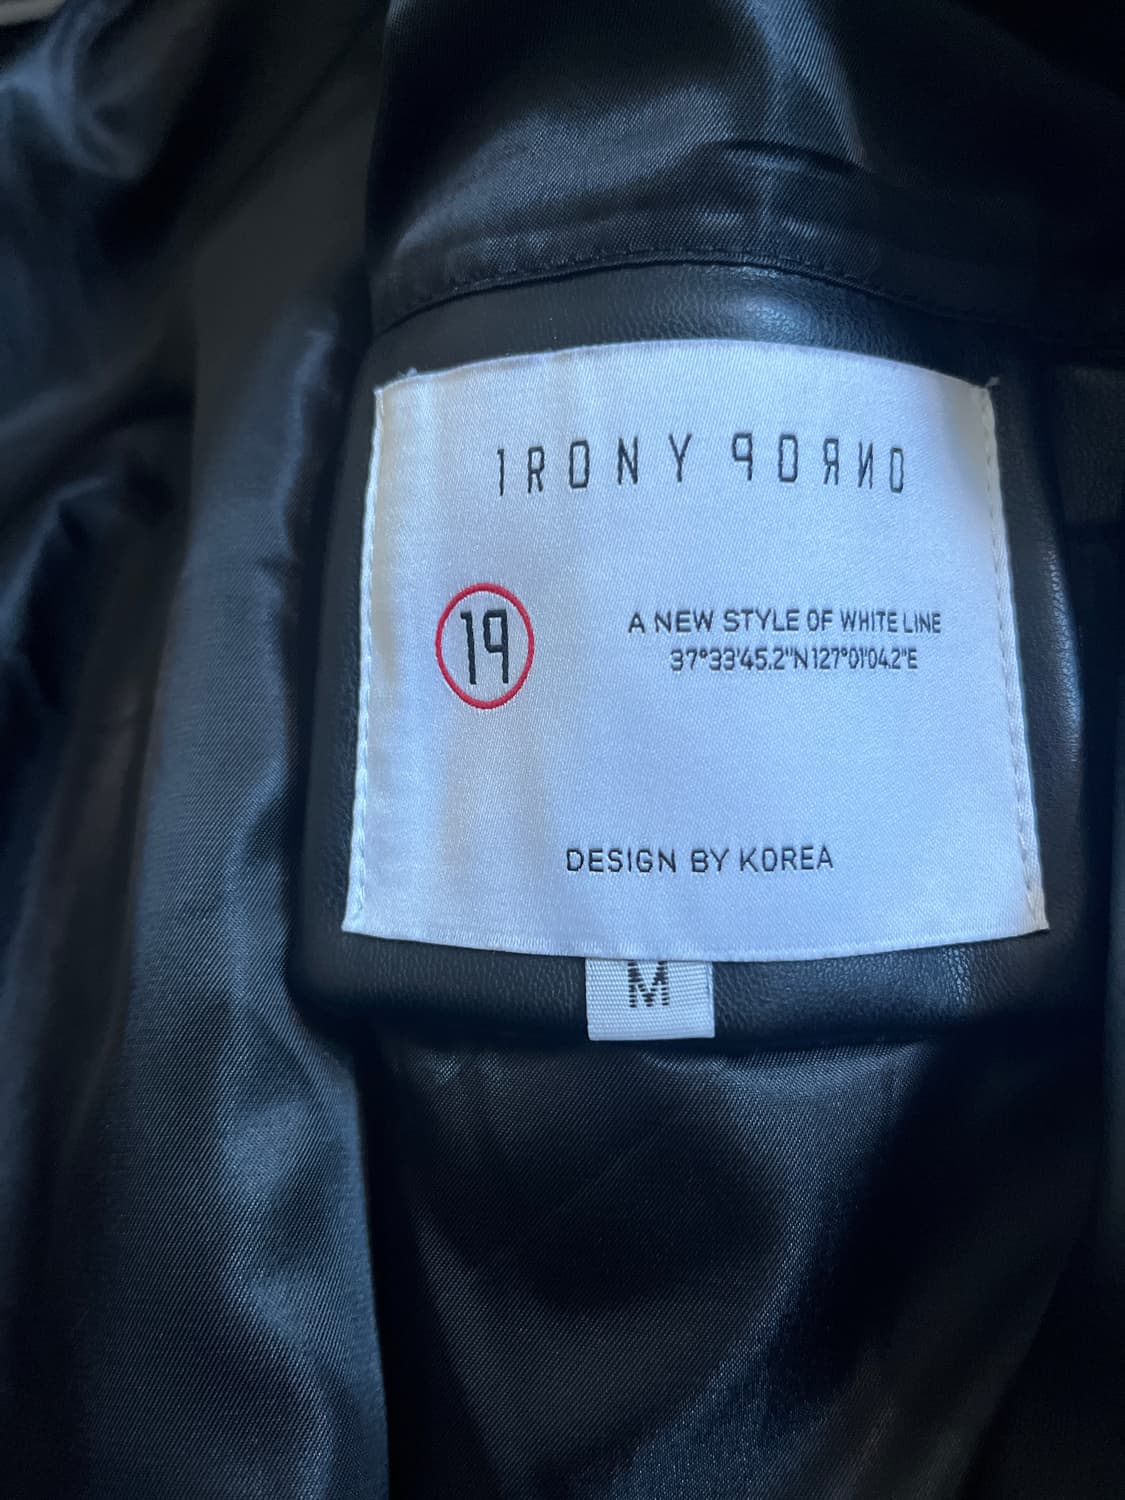 IRONY PORNO
19
A NEW STYLE OF WHITE LINE
37°33'45.2"N 127°01'04.2"E
DESIGN BY KOREA
M